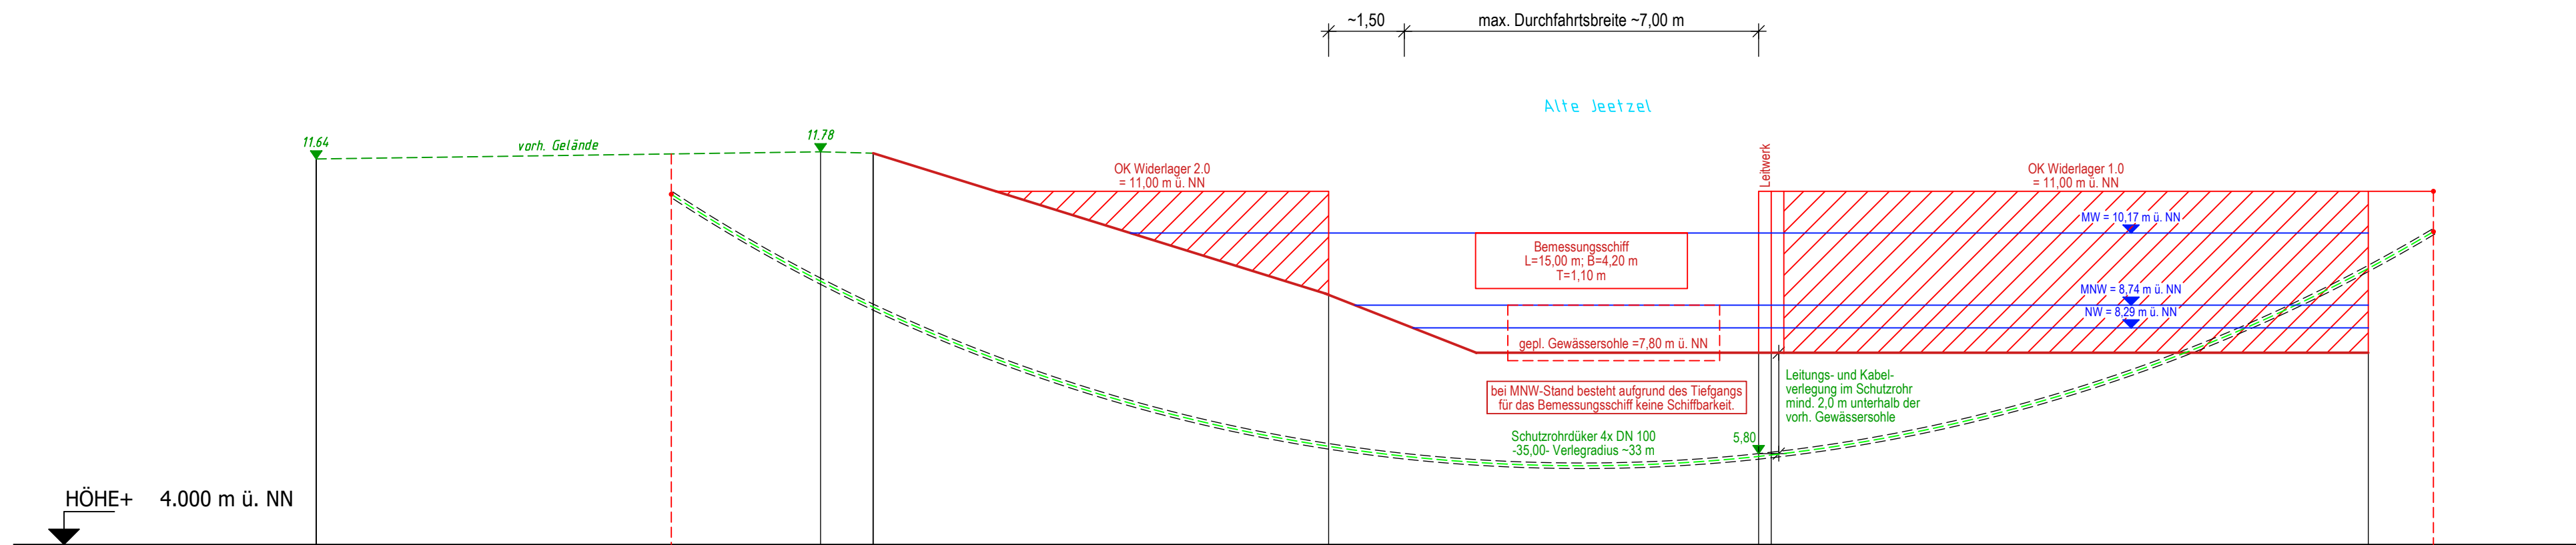 ~1,50
max. Durchfahrtsbreite ~7,00 m
Alte Jeetzel
11.64
vorh. Gelände
11.78
OK Widerlager 2.0
= 11,00 m ü. NN
Leitwerk
OK Widerlager 1.0
= 11,00 m ü. NN
MW = 10,17 m ü. NN
Bemessungsschiff
L=15,00 m; B=4,20 m
T=1,10 m
MNW = 8,74 m ü. NN
NW = 8,29 m ü. NN
gepl. Gewässersohle =7,80 m ü. NN
bei MNW-Stand besteht aufgrund des Tiefgangs
für das Bemessungsschiff keine Schiffbarkeit.
Leitungs- und Kabel-
verlegung im Schutzrohr
mind. 2,0 m unterhalb der
vorh. Gewässersohle
Schutzrohrdüker 4x DN 100
-35,00- Verlegradius ~33 m
5,80
HÖHE+ 4.000 m ü. NN